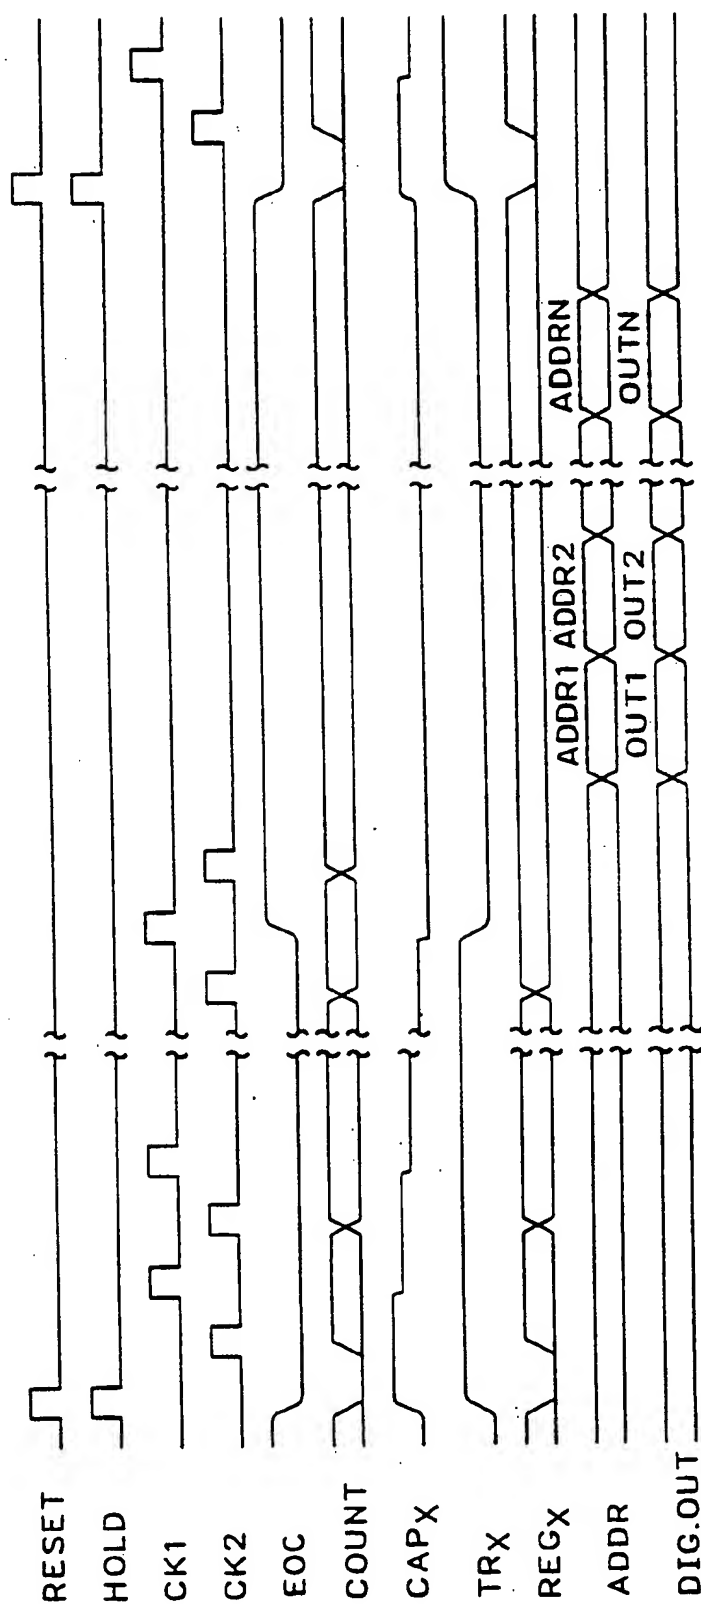 RESET
HOLD
CK1
CK2
EOC
COUNT
CAPX
TRX
REGX
ADDR
ADDR1 ADDR2 ADDRN
DIG.OUT
OUT1 OUT2 OUTN